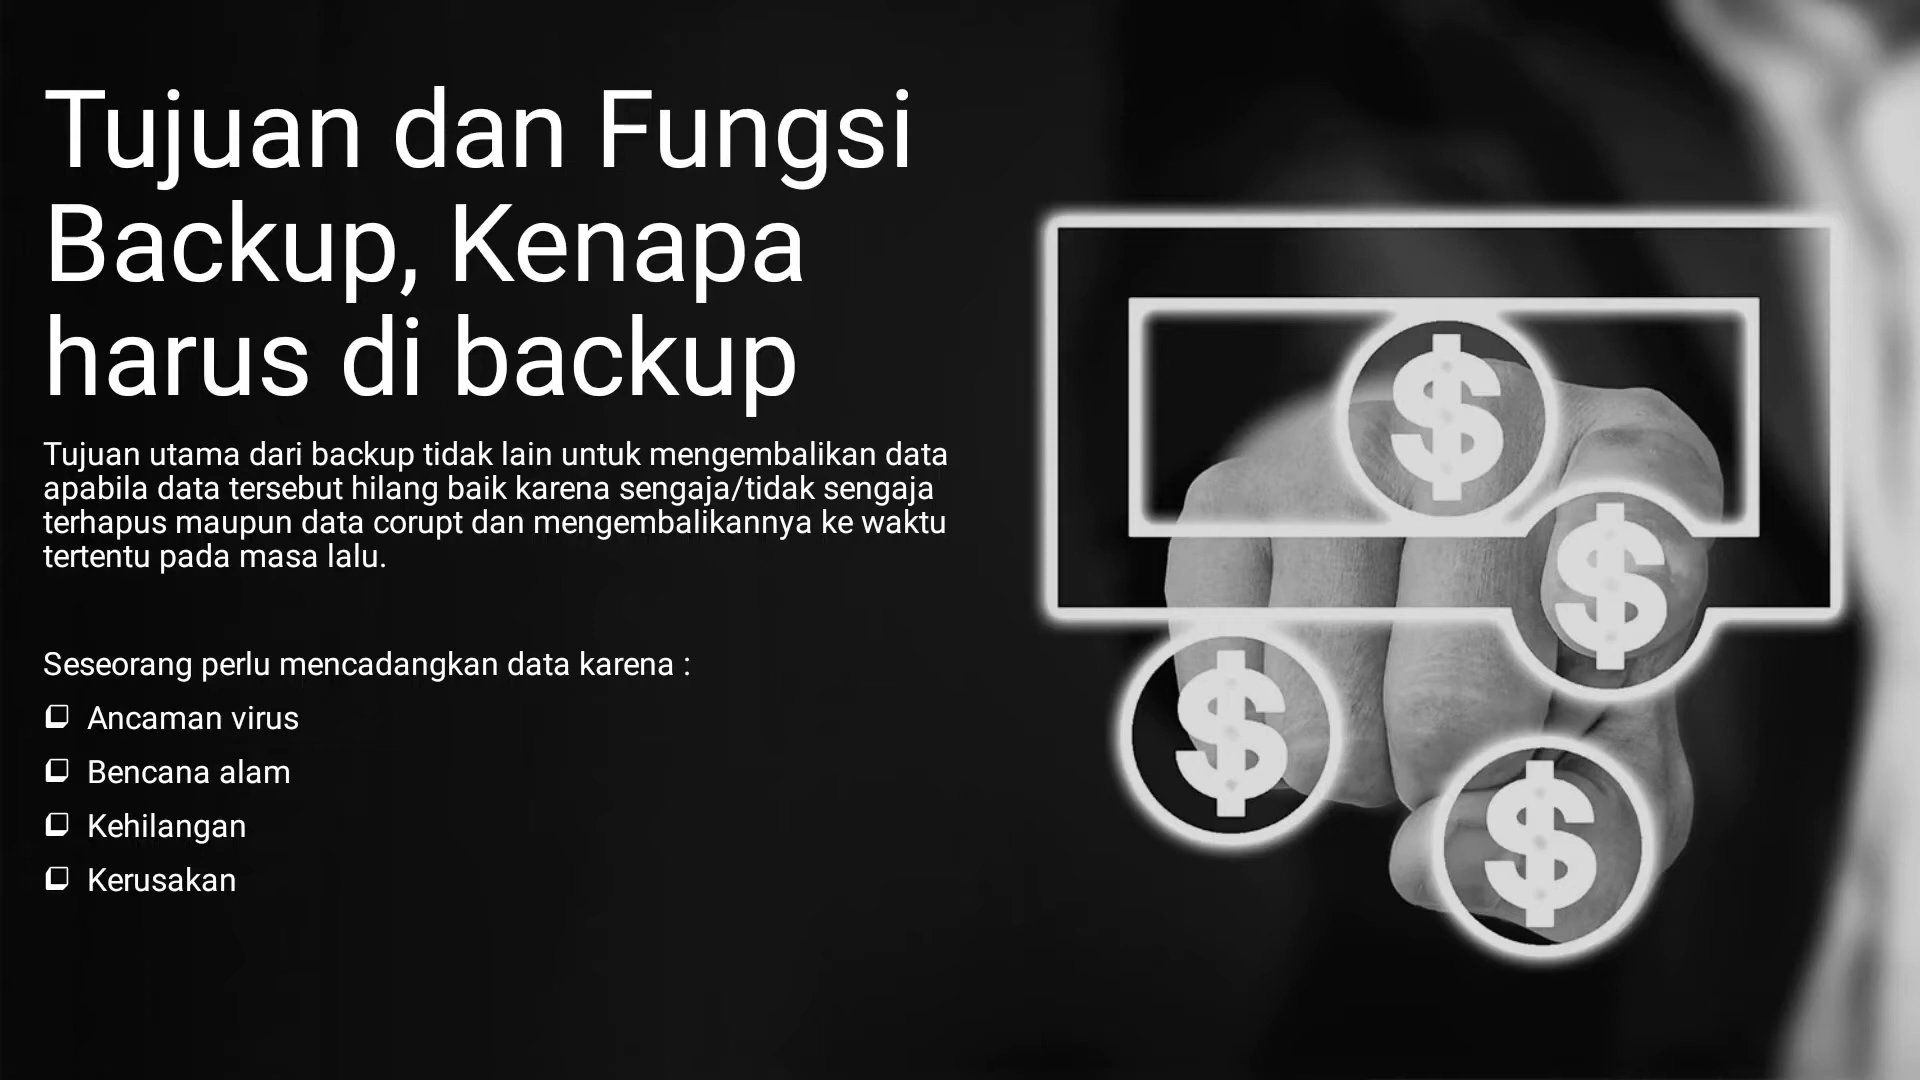 Tujuan dan Fungsi
Backup, Kenapa
harus di backup
Tujuan utama dari backup tidak lain untuk mengembalikan data
apabila data tersebut hilang baik karena sengaja/tidak sengaja
terhapus maupun data corupt dan mengembalikannya ke waktu
tertentu pada masa lalu.
Seseorang perlu mencadangkan data karena :
❏ Ancaman virus
❏ Bencana alam
❏ Kehilangan
❏ Kerusakan
$
$
$
$